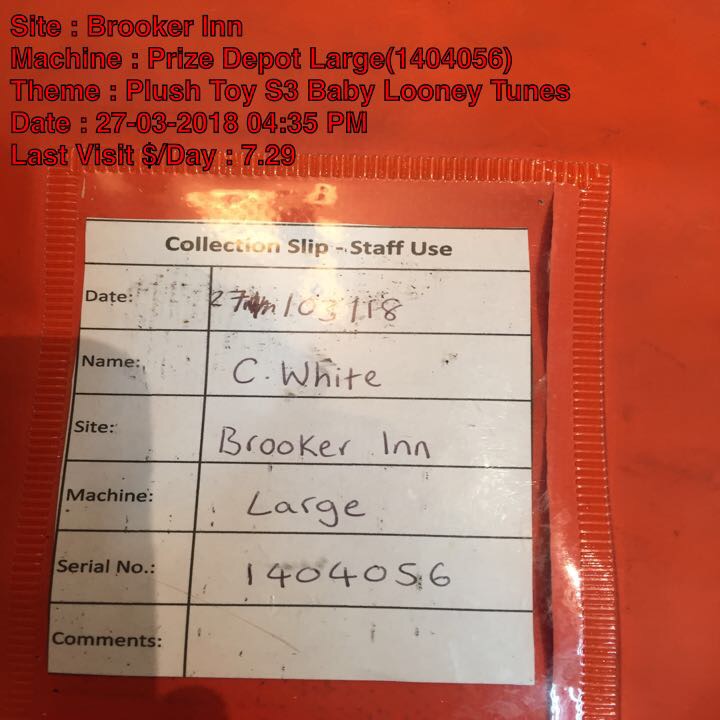 Site : Brooker Inn
Machine : Prize Depot Large(1404056)
Theme : Plush Toy S3 Baby Looney Tunes
Date : 27-03-2018 04:35 PM
Last Visit $/Day : 7.29
Collection Slip - Staff Use
Date: 27/03/18
Name: C. White
Site: Brooker Inn
Machine: Large
Serial No.: 1404056
Comments: